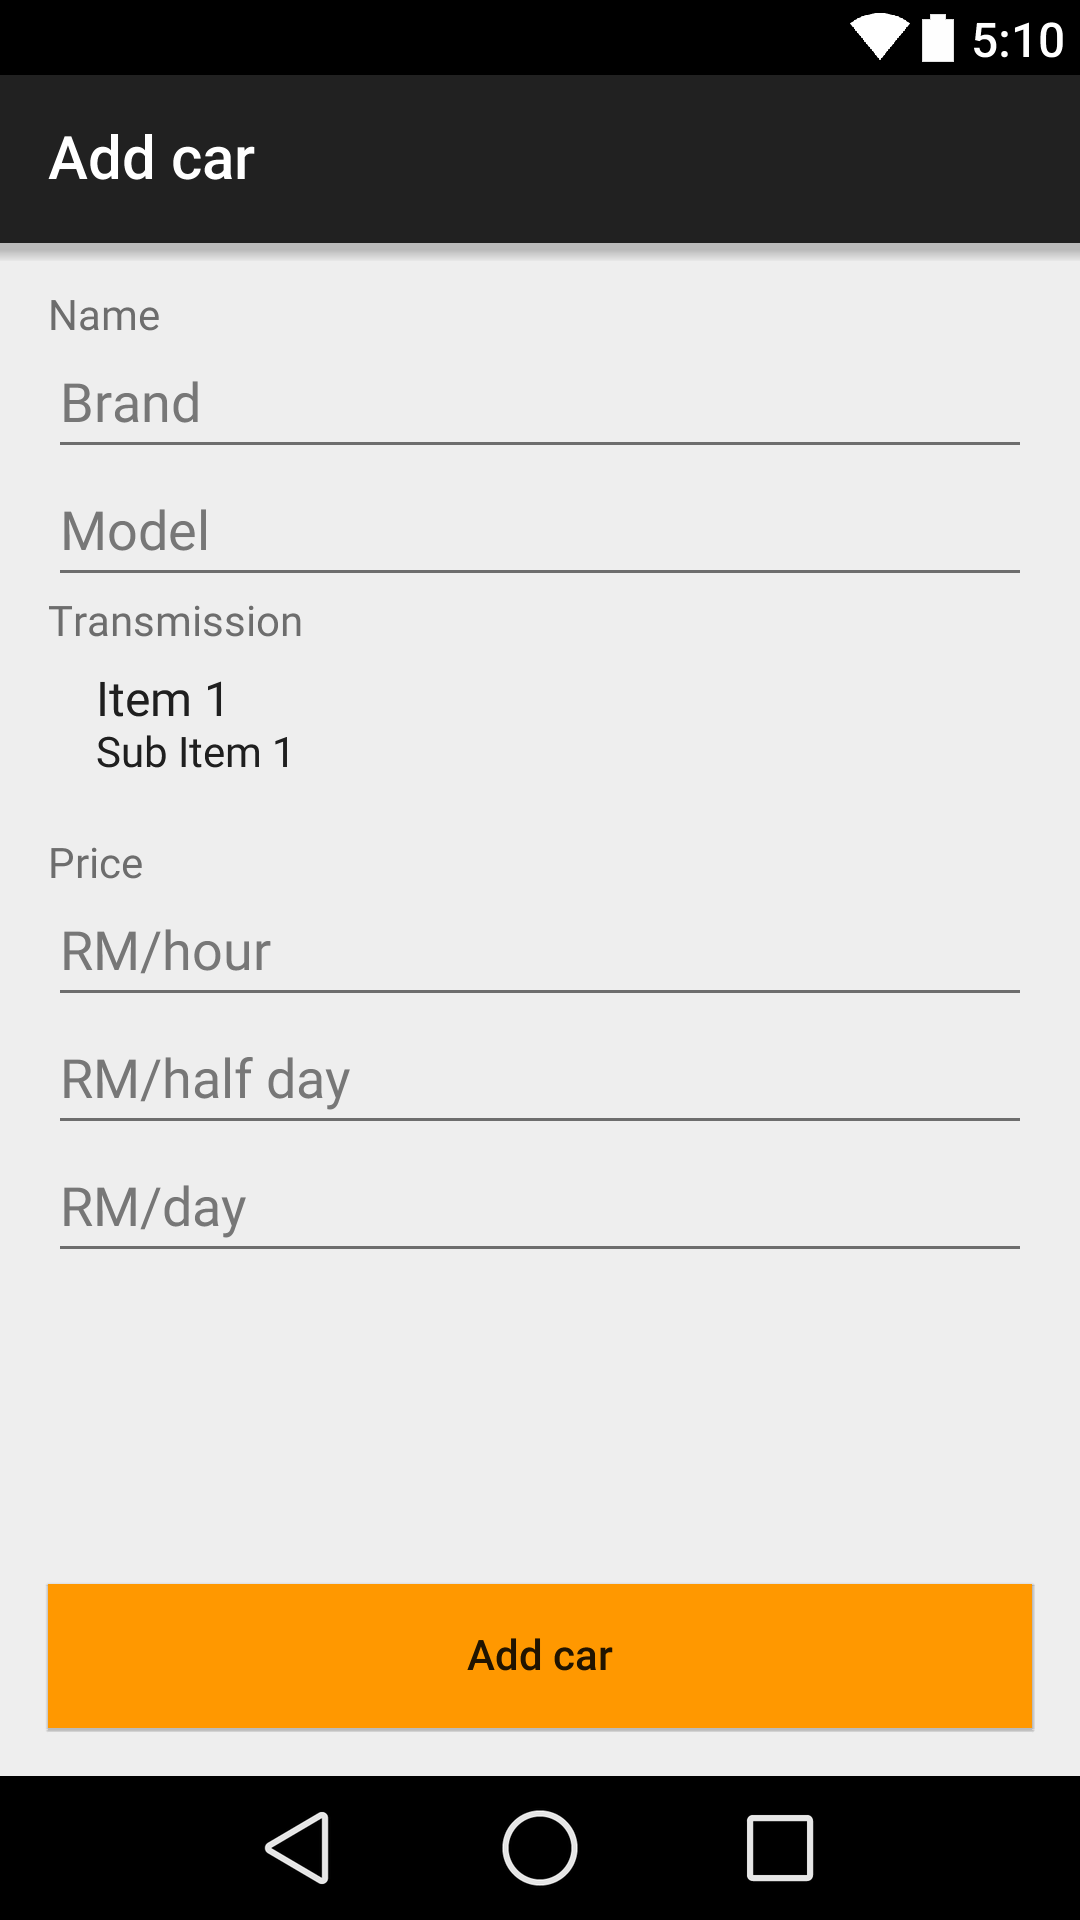 5:10
Add car
Name
Brand
Model
Transmission
Item 1
Sub Item 1
Price
RM/hour
RM/half day
RM/day
Add car